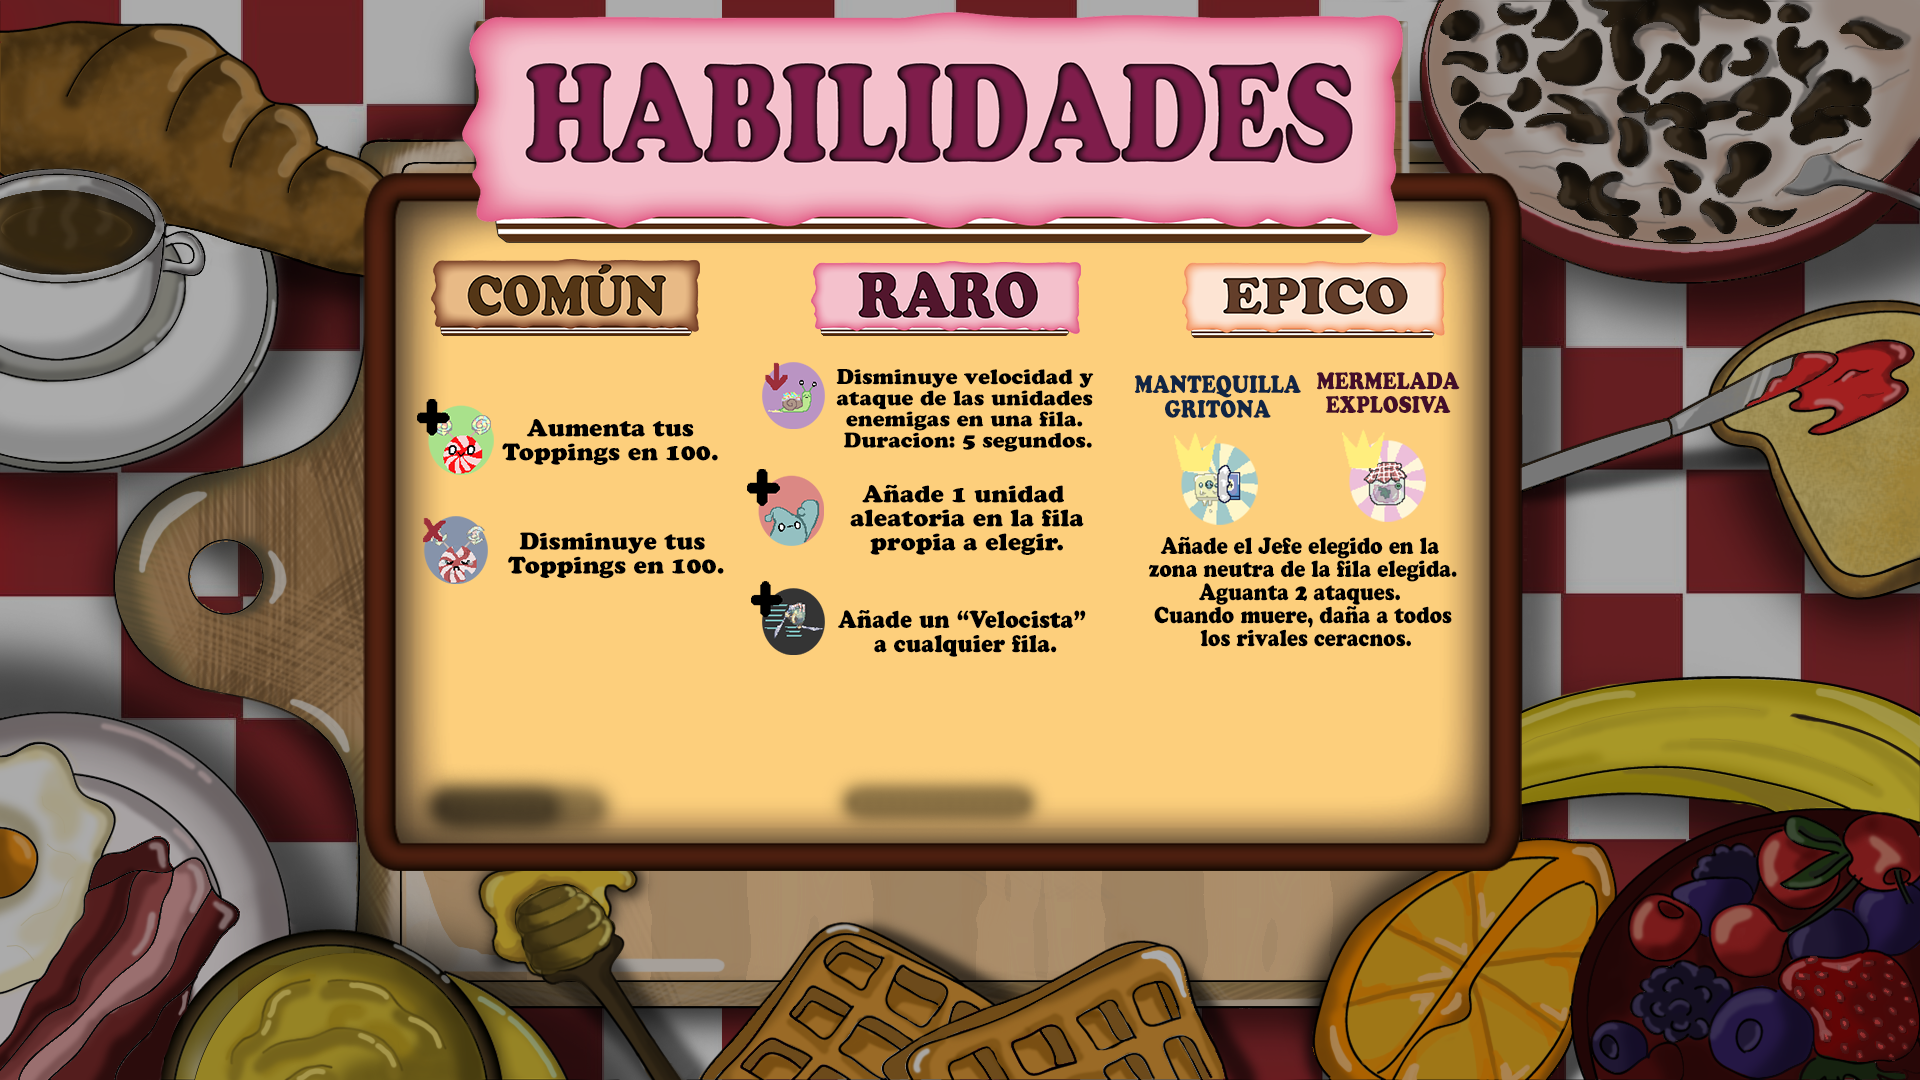 HABILIDADES
COMÚN
Aumenta tus
Toppings en 100.
Disminuye tus
Toppings en 100.
RARO
Disminuye velocidad y
ataque de las unidades
enemigas en una fila.
Duracion: 5 segundos.
Añade 1 unidad
aleatoria en la fila
propia a elegir.
Añade un “Velocista”
a cualquier fila.
EPICO
MANTEQUILLA
GRITONA
MERMELADA
EXPLOSIVA
Añade el Jefe elegido en la
zona neutra de la fila elegida.
Aguanta 2 ataques.
Cuando muere, daña a todos
los rivales ceracnos.